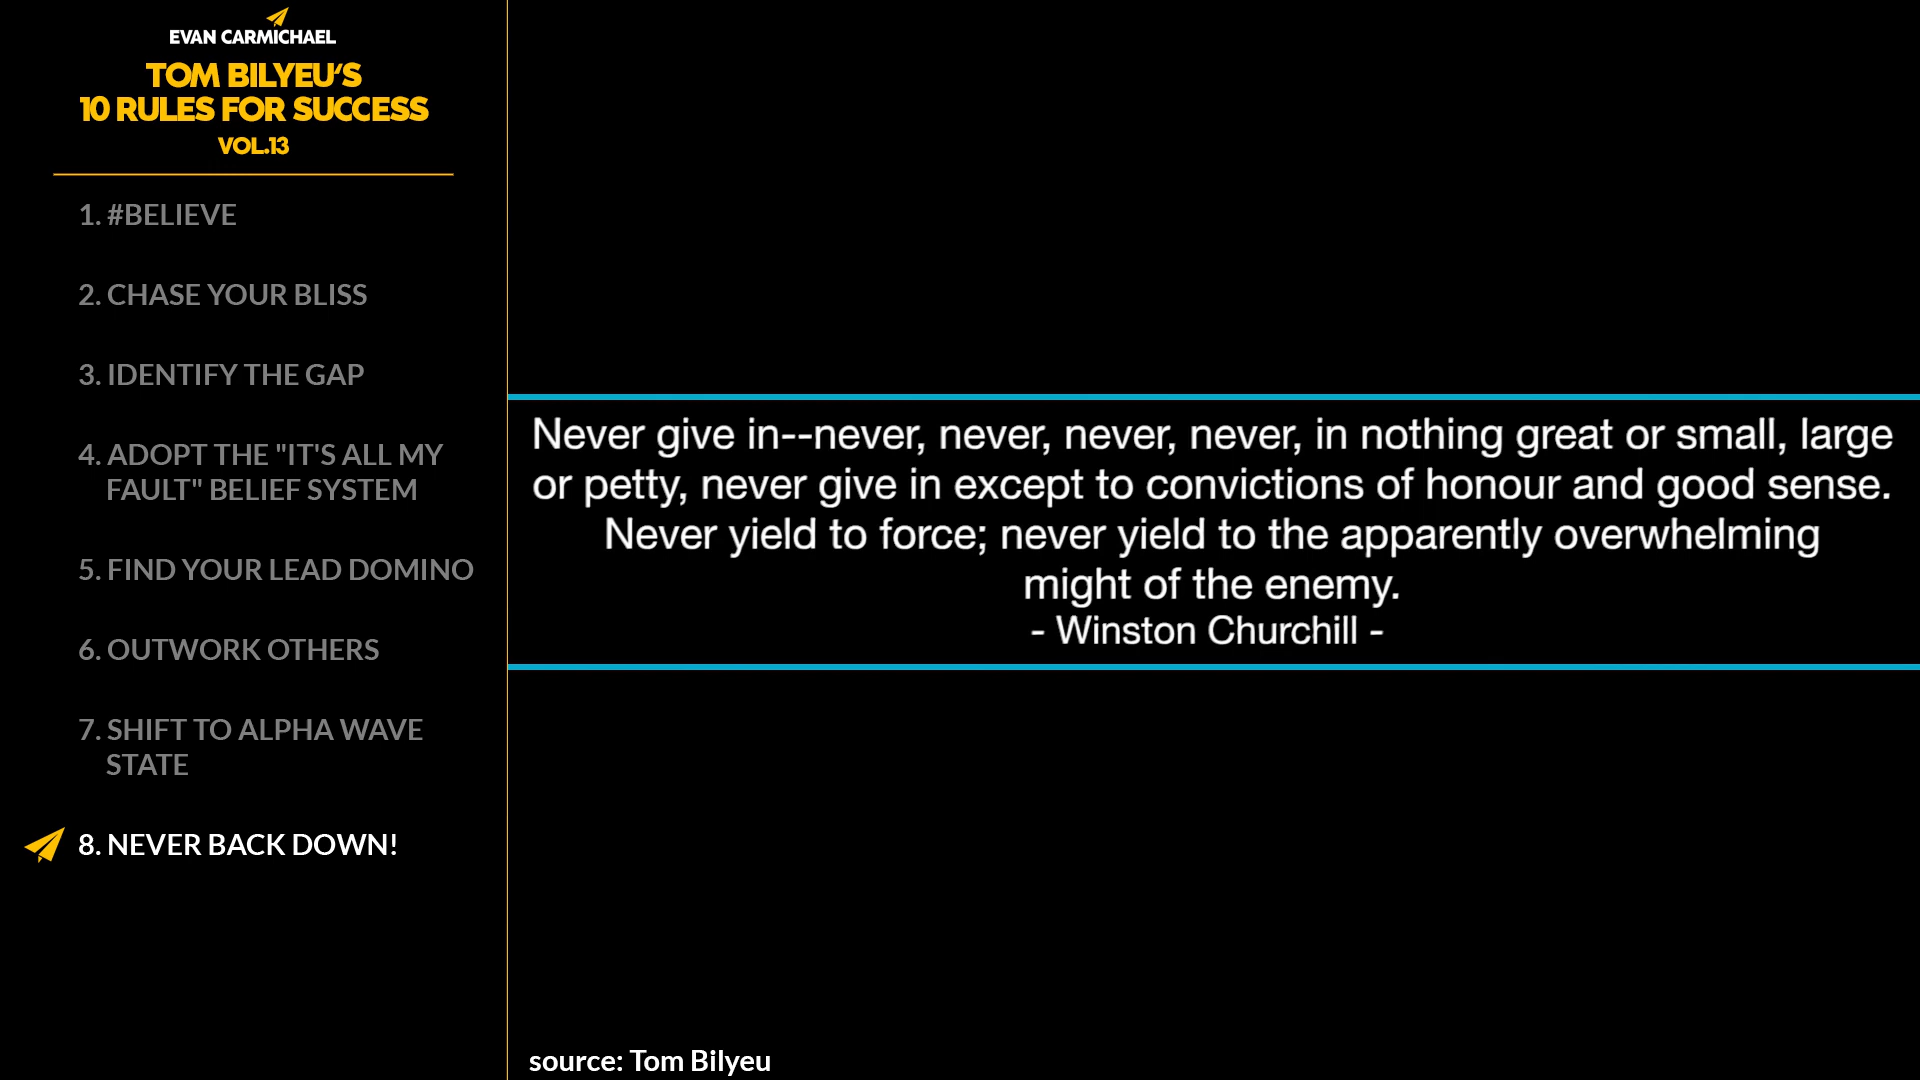 EVAN CARMICHAEL
TOM BILYEU'S
10 RULES FOR SUCCESS
VOL.13
1. #BELIEVE
2. CHASE YOUR BLISS
3. IDENTIFY THE GAP
4. ADOPT THE "IT'S ALL MY
FAULT" BELIEF SYSTEM
5. FIND YOUR LEAD DOMINO
6. OUTWORK OTHERS
7. SHIFT TO ALPHA WAVE
STATE
8. NEVER BACK DOWN!
Never give in--never, never, never, never, in nothing great or small, large
or petty, never give in except to convictions of honour and good sense.
Never yield to force; never yield to the apparently overwhelming
might of the enemy.
- Winston Churchill -
source: Tom Bilyeu